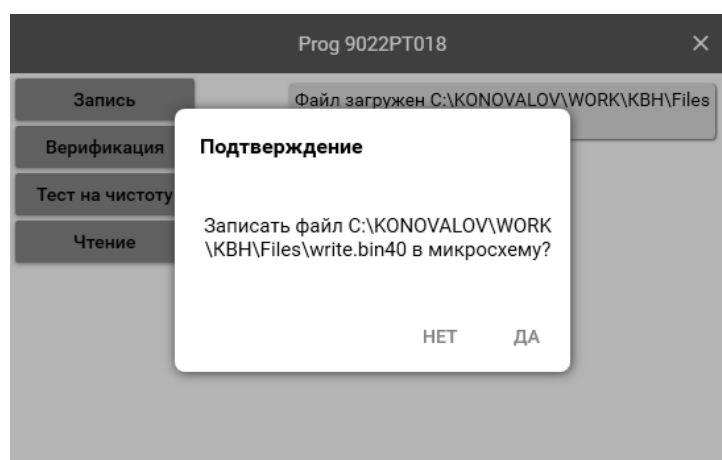 Prog 9022РТ018
Запись
Файл загружен C:\KONOVALOV\WORK\KBH\Files
Верификация
Подтверждение
Тест на чистоту
Записать файл C:\KONOVALOV\WORK
\KBH\Files\write.bin40 в микросхему?
Чтение
НЕТ ДА